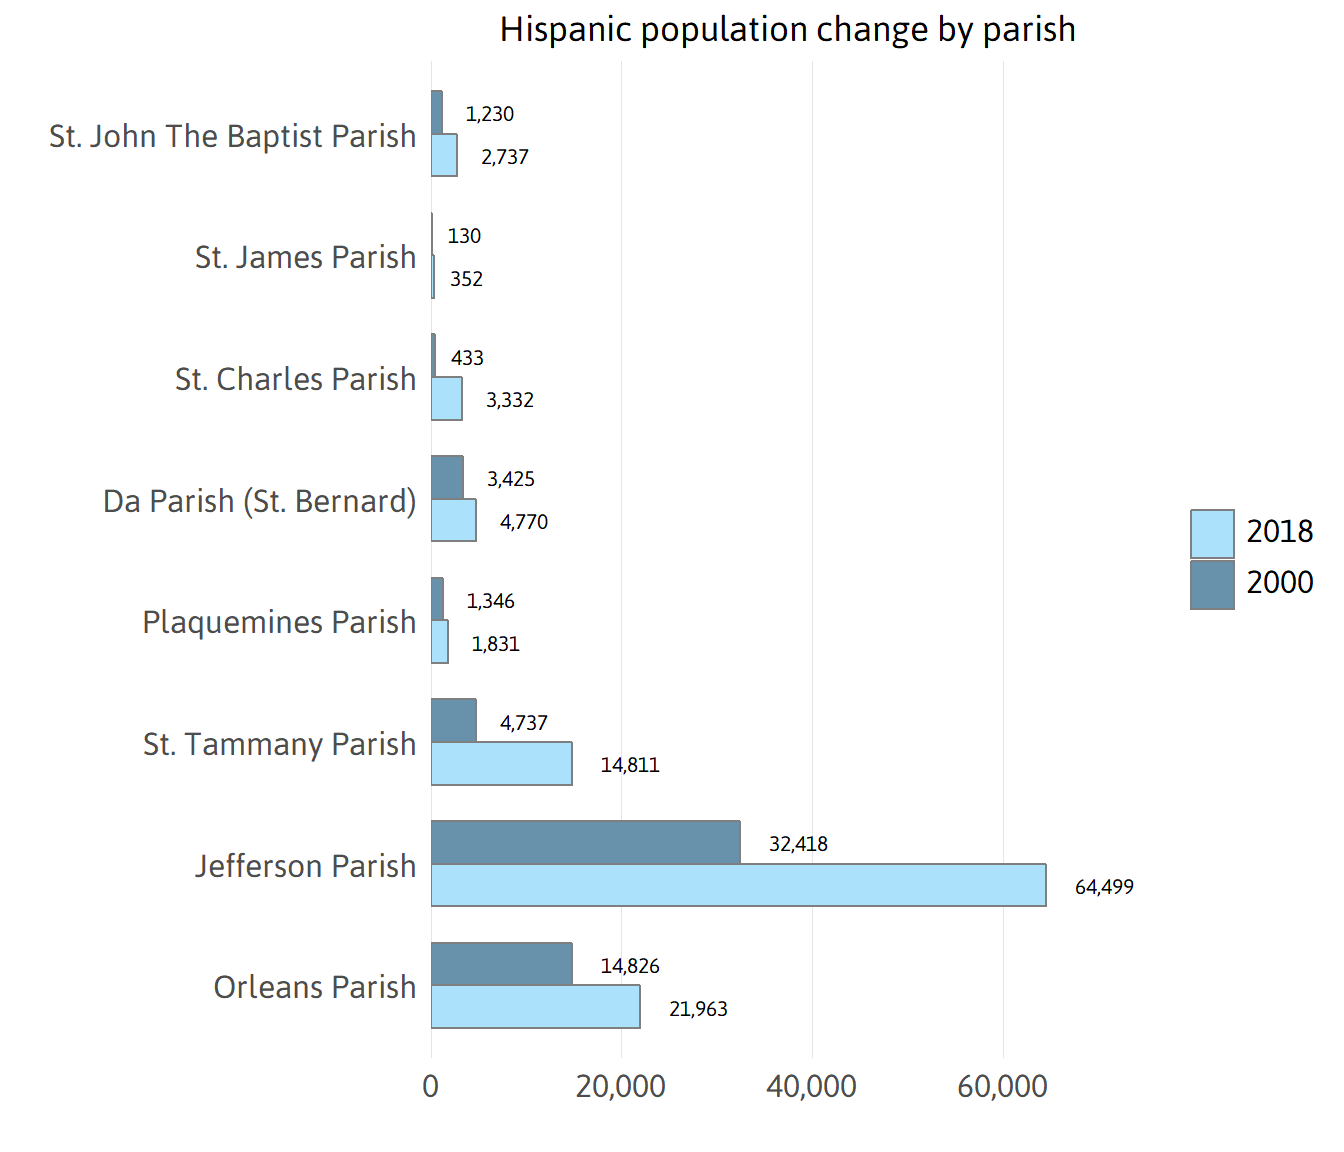 Hispanic population change by parish
St. John The Baptist Parish
1,230
2,737
St. James Parish
130
352
St. Charles Parish
433
3,332
Da Parish (St. Bernard)
3,425
4,770
Plaquemines Parish
1,346
1,831
St. Tammany Parish
4,737
14,811
Jefferson Parish
32,418
64,499
Orleans Parish
14,826
21,963
0 20,000 40,000 60,000
2018
2000